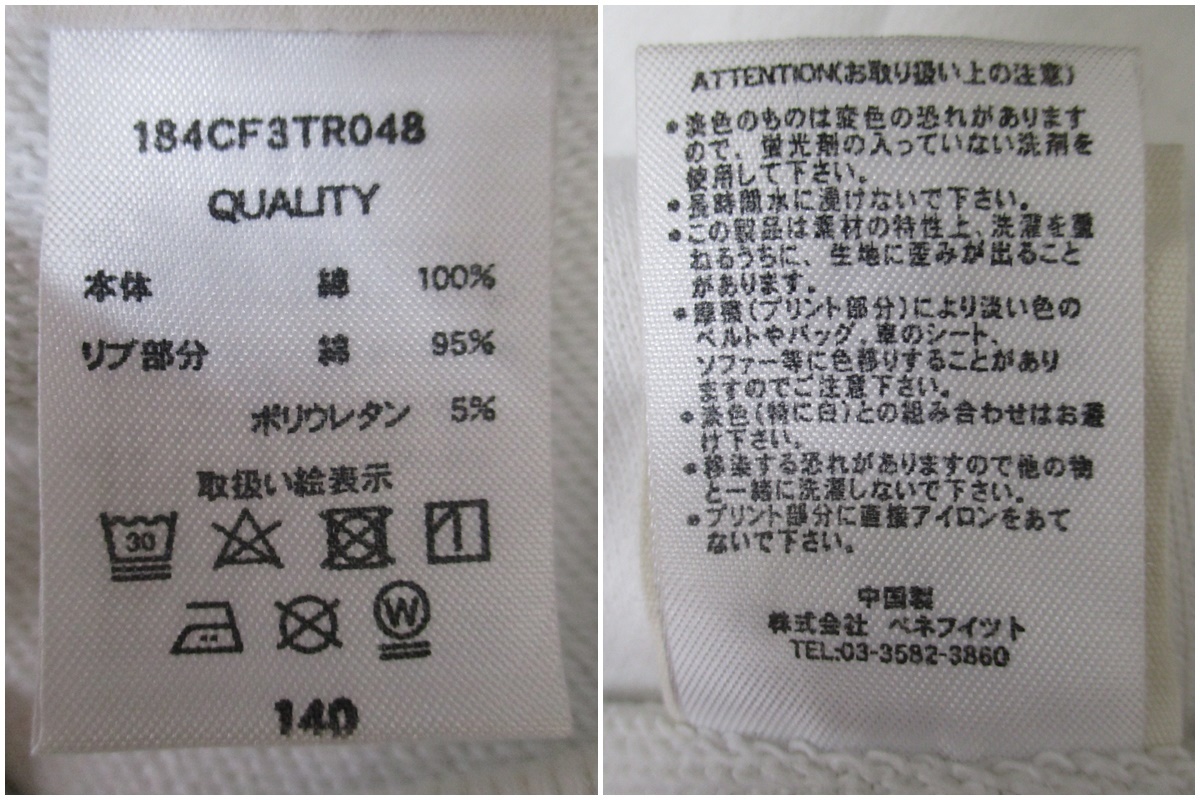 184CF3TR048
QUALITY
本体 綿 100%
リブ部分 綿 95%
ポリウレタン 5%
取扱い絵表示
30
W
140
ATTENTION(お取り扱い上の注意)
•淡色のものは変色の恐れがあります
ので、蛍光剤の入っていない洗剤を
使用して下さい。
•長時間水に浸けないで下さい。
•この製品は素材の特性上、洗濯を重
ねるうちに、生地に歪みが出ること
があります。
•摩擦(プリント部分)により淡い色の
ベルトやバッグ、車のシート、
ソファー等に色移りすることがあり
ますのでご注意下さい。
•淡色(特に白)との組み合わせはお避
け下さい。
•移染する恐れがありますので他の物
と一緒に洗濯しないで下さい。
•プリント部分に直接アイロンをあて
ないで下さい。
中国製
株式会社 ベネフイツト
TEL:03-3582-3860